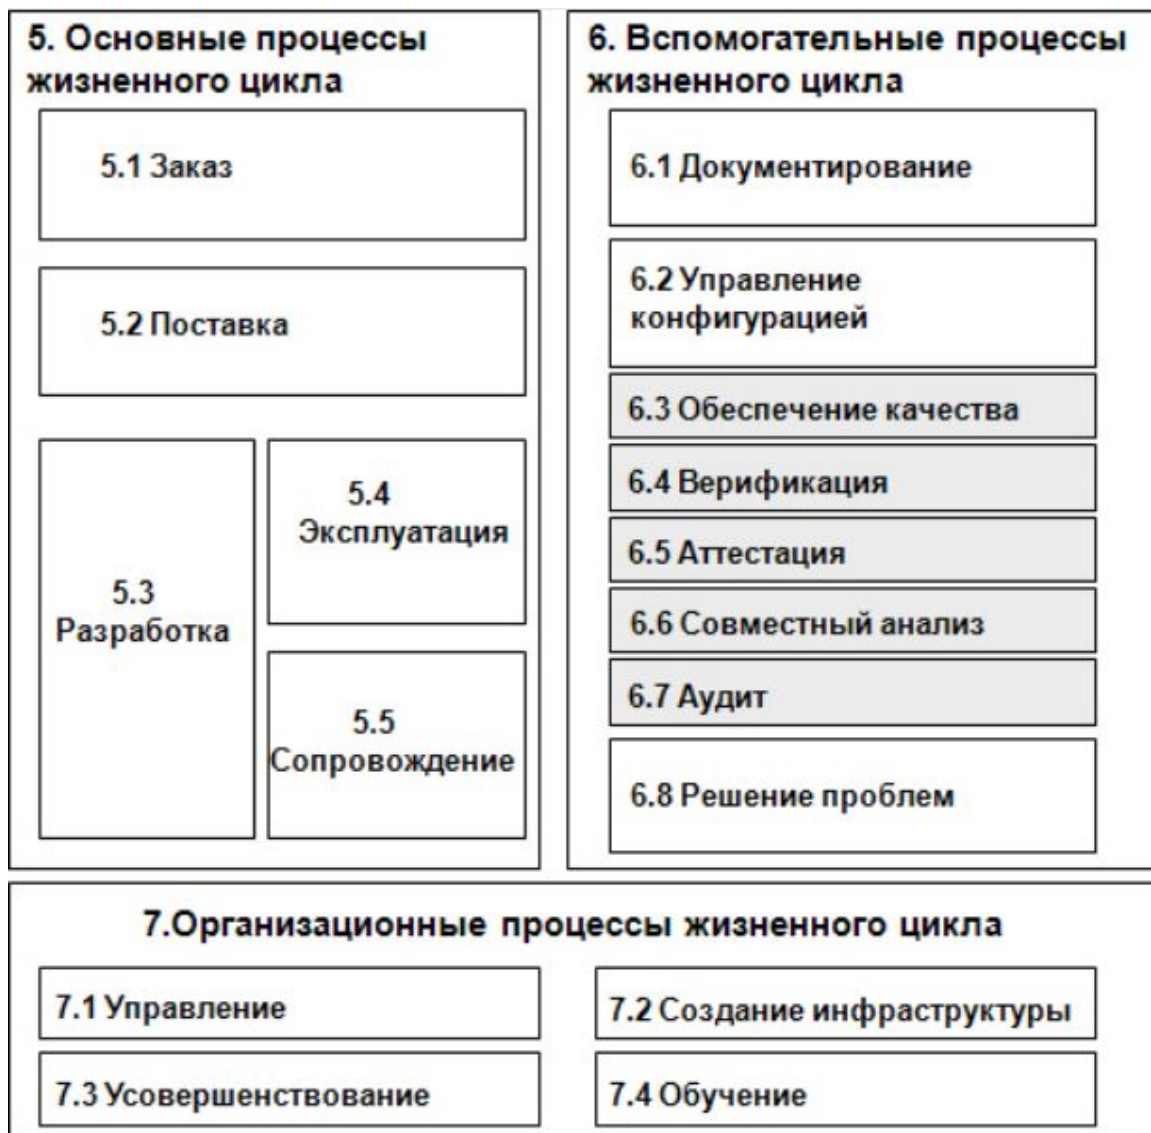 5. Основные процессы
жизненного цикла
5.1 Заказ
5.2 Поставка
5.3
Разработка
5.4
Эксплуатация
5.5
Сопровождение
6. Вспомогательные процессы
жизненного цикла
6.1 Документирование
6.2 Управление
конфигурацией
6.3 Обеспечение качества
6.4 Верификация
6.5 Аттестация
6.6 Совместный анализ
6.7 Аудит
6.8 Решение проблем
7.Организационные процессы жизненного цикла
7.1 Управление
7.2 Создание инфраструктуры
7.3 Усовершенствование
7.4 Обучение